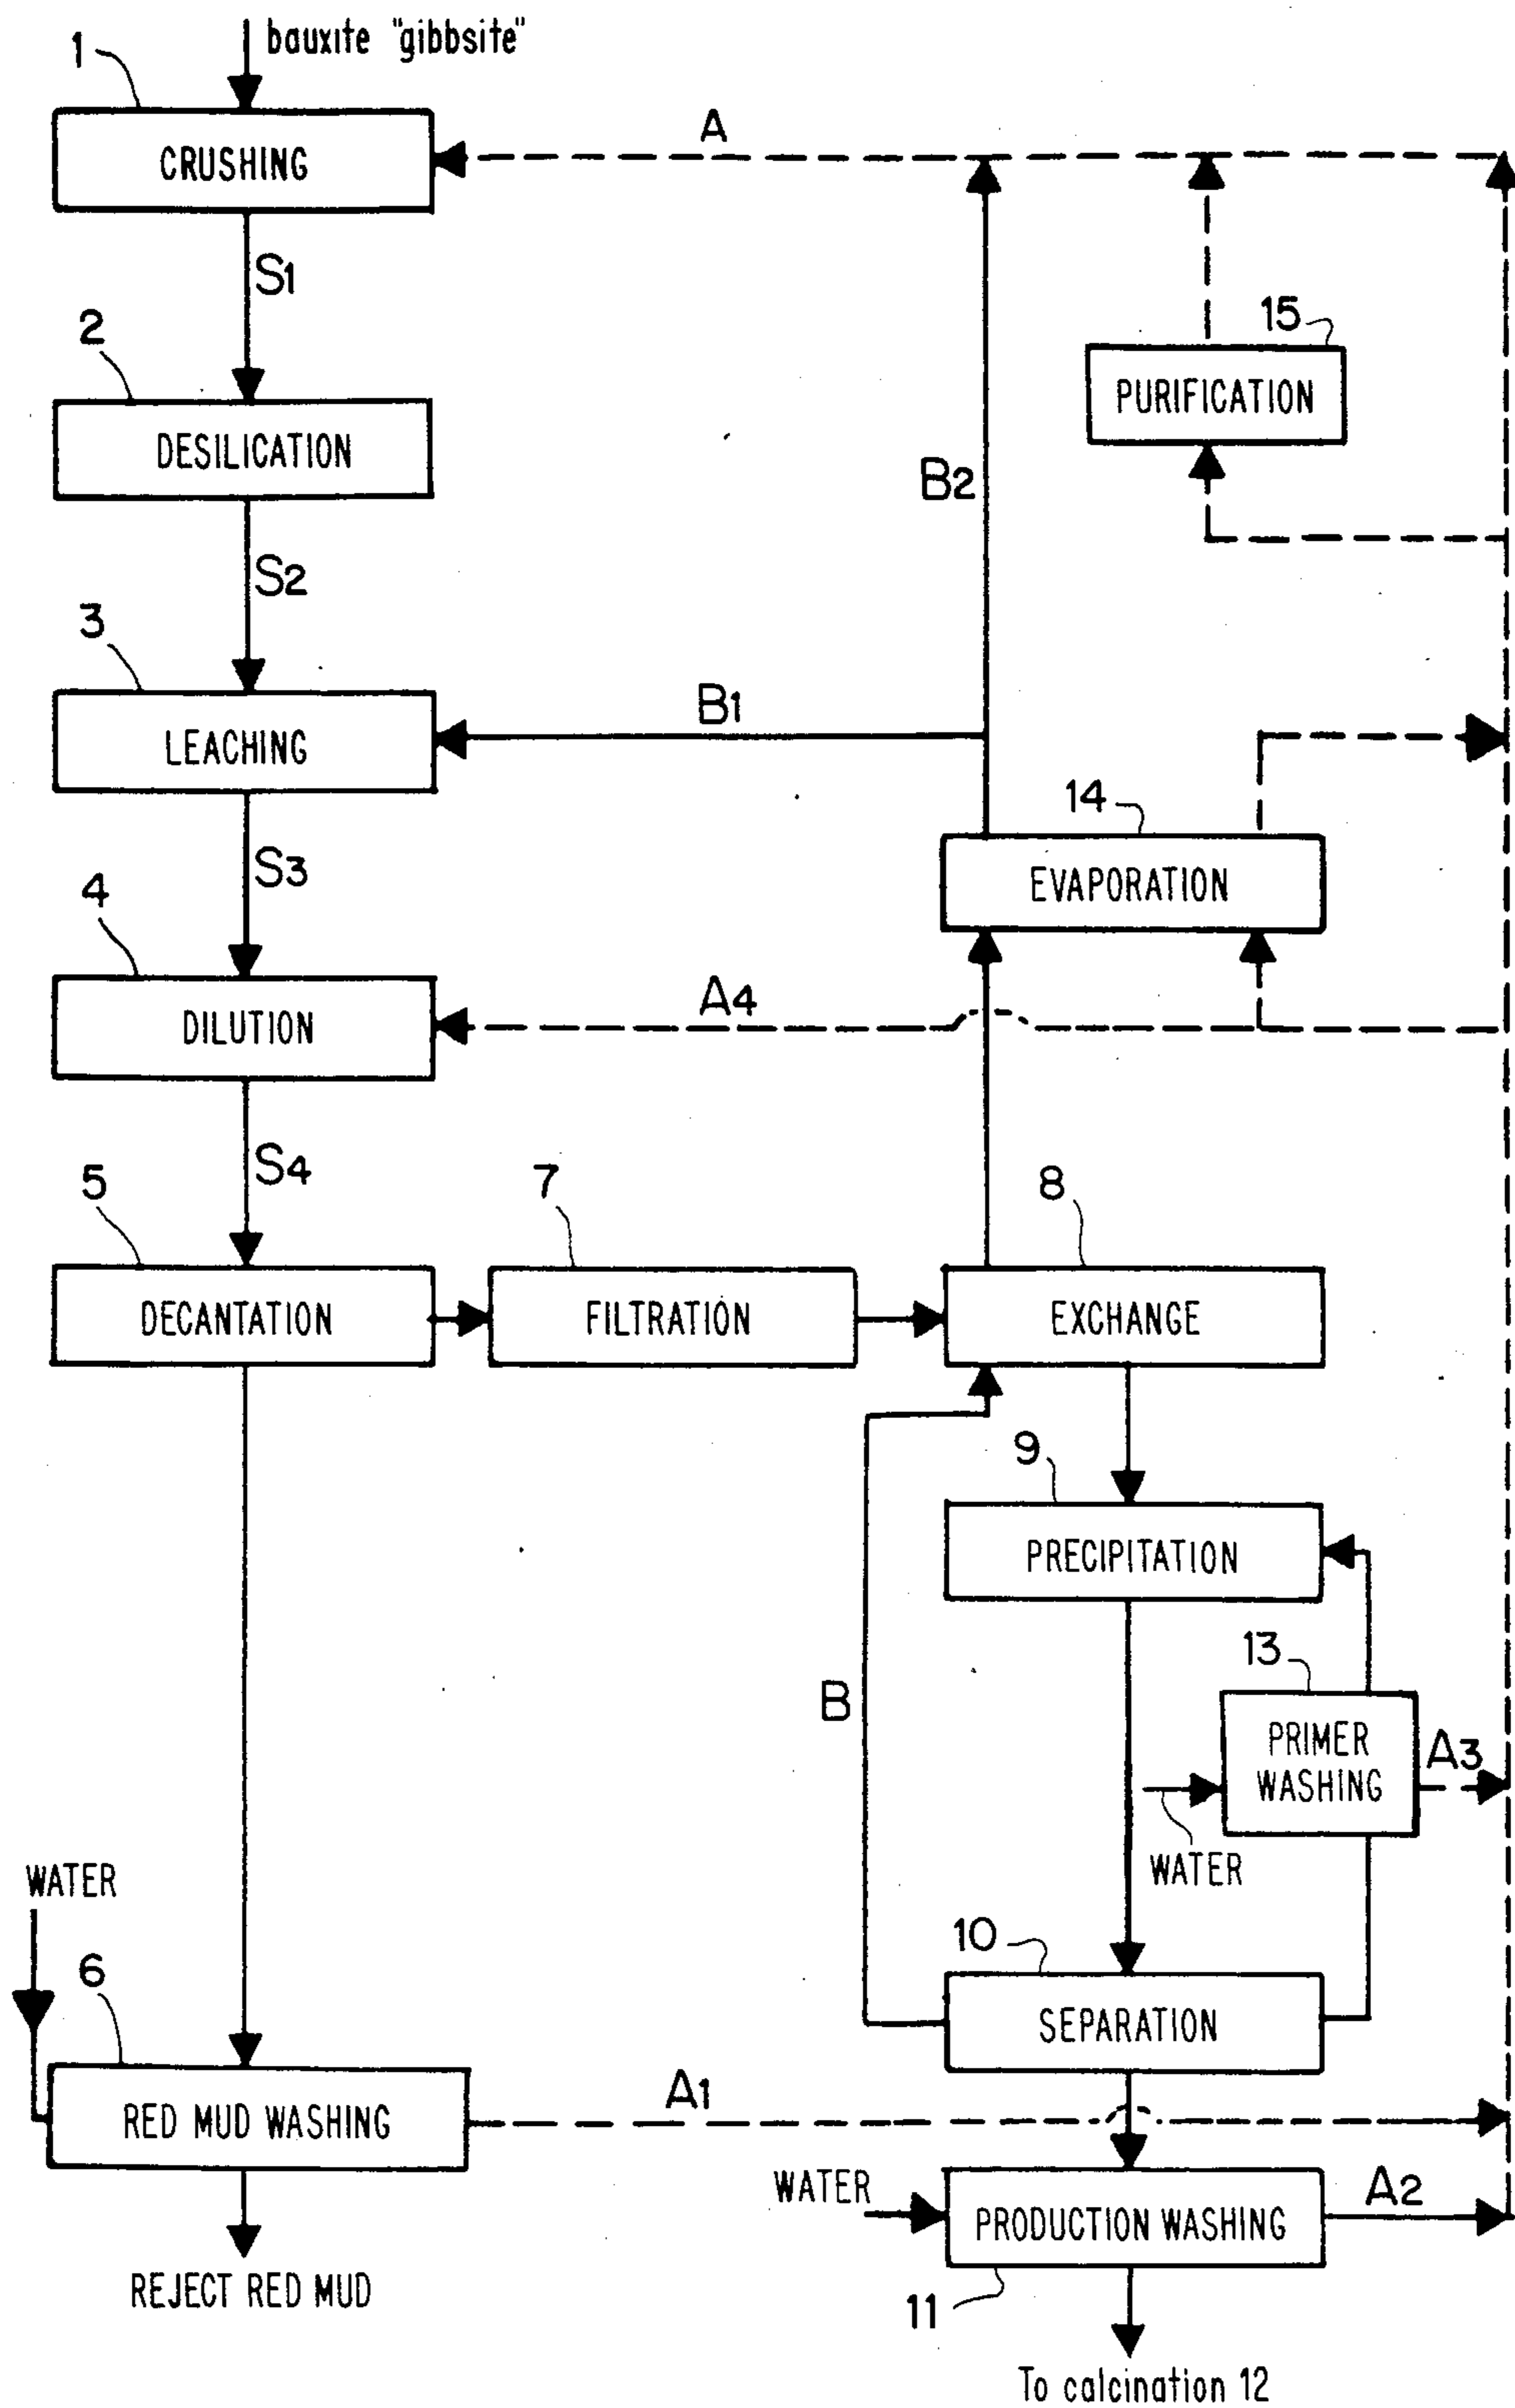 bauxite "gibbsite"
1
CRUSHING
A
S1
15
PURIFICATION
2
DESILICATION
B2
S2
3
LEACHING
B1
14
EVAPORATION
S3
4
DILUTION
A4
S4
5
DECANTATION
7
FILTRATION
8
EXCHANGE
9
PRECIPITATION
B
13
PRIMER
WASHING
A3
WATER
WATER
10
SEPARATION
6
RED MUD WASHING
A1
WATER
PRODUCTION WASHING
A2
REJECT RED MUD
11
To calcination 12